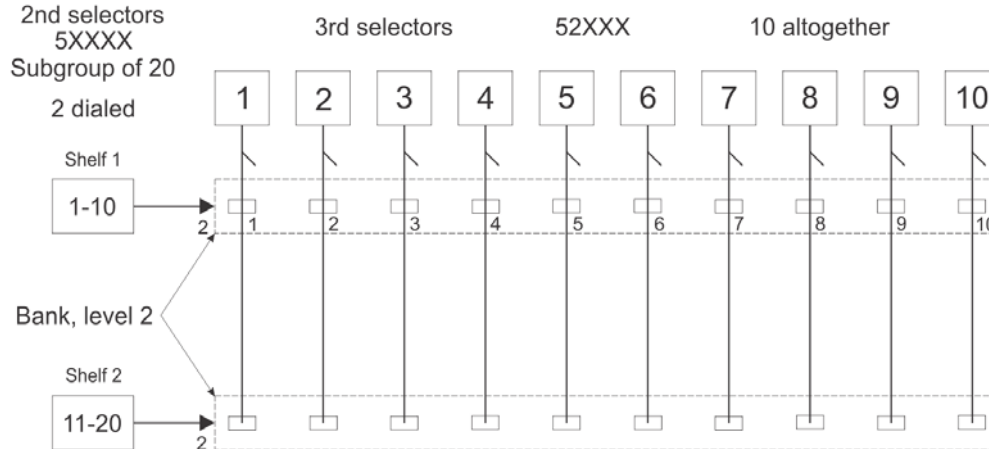 2nd selectors
5XXXX
Subgroup of 20
2 dialed
3rd selectors 52XXX 10 altogether
1 2 3 4 5 6 7 8 9 10
Shelf 1
1-10
2 1 2 3 4 5 6 7 8 9 10
Bank, level 2
Shelf 2
11-20
2